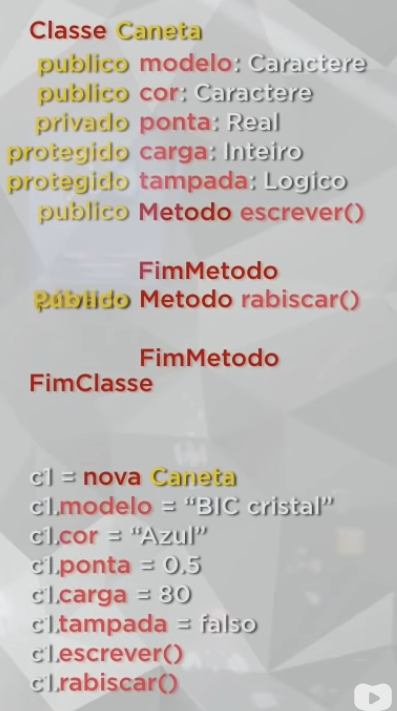 Classe Caneta
publico modelo: Caractere
publico cor: Caractere
privado ponta: Real
protegido carga: Inteiro
protegido tampada: Logico
publico Metodo escrever()
FimMetodo
Metodo rabiscar()
FimMetodo
FimClasse
c1 = nova Caneta
c1.modelo = “BIC cristal”
c1.cor = “Azul”
c1.ponta = 0.5
c1.carga = 80
c1.tampada = falso
c1.escrever()
c1.rabiscar()